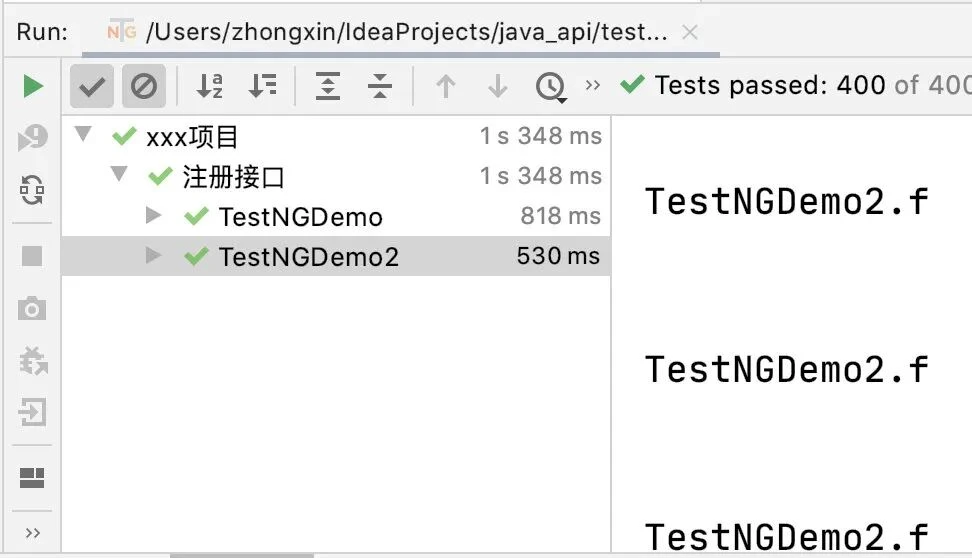 Run: /Users/zhongxin/IdeaProjects/java_api/test...
Tests passed: 400 of 400
xxx项目 1 s 348 ms
注册接口 1 s 348 ms
TestNGDemo 818 ms
TestNGDemo2 530 ms
TestNGDemo2.f
TestNGDemo2.f
TestNGDemo2.f